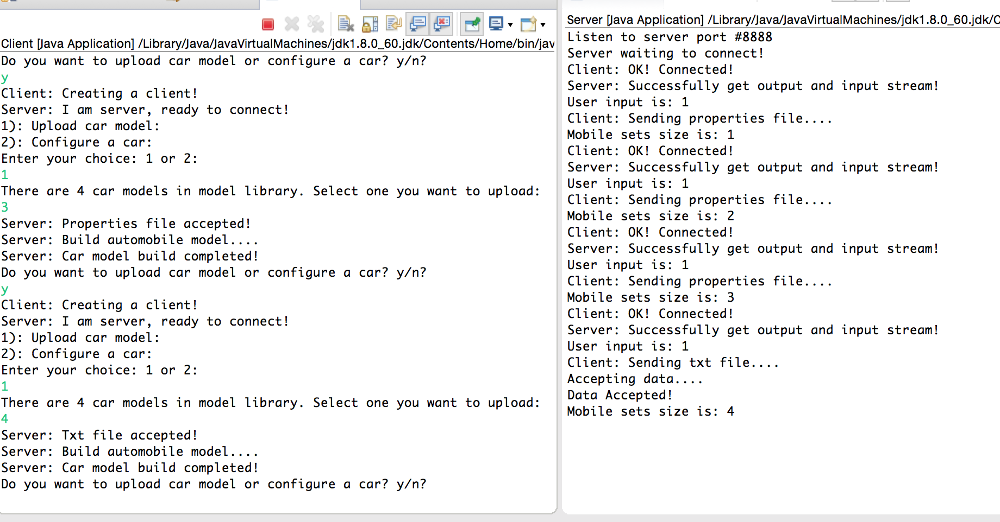 Client [Java Application] /Library/Java/JavaVirtualMachines/jdk1.8.0_60.jdk/Contents/Home/bin/jav
Do you want to upload car model or configure a car? y/n?
y
Client: Creating a client!
Server: I am server, ready to connect!
1): Upload car model:
2): Configure a car:
Enter your choice: 1 or 2:
1
There are 4 car models in model library. Select one you want to upload:
3
Server: Properties file accepted!
Server: Build automobile model....
Server: Car model build completed!
Do you want to upload car model or configure a car? y/n?
y
Client: Creating a client!
Server: I am server, ready to connect!
1): Upload car model:
2): Configure a car:
Enter your choice: 1 or 2:
1
There are 4 car models in model library. Select one you want to upload:
4
Server: Txt file accepted!
Server: Build automobile model....
Server: Car model build completed!
Do you want to upload car model or configure a car? y/n?
Server [Java Application] /Library/Java/JavaVirtualMachines/jdk1.8.0_60.jdk/C
Listen to server port #8888
Server waiting to connect!
Client: OK! Connected!
Server: Successfully get output and input stream!
User input is: 1
Client: Sending properties file....
Mobile sets size is: 1
Client: OK! Connected!
Server: Successfully get output and input stream!
User input is: 1
Client: Sending properties file....
Mobile sets size is: 2
Client: OK! Connected!
Server: Successfully get output and input stream!
User input is: 1
Client: Sending properties file....
Mobile sets size is: 3
Client: OK! Connected!
Server: Successfully get output and input stream!
User input is: 1
Client: Sending txt file....
Accepting data....
Data Accepted!
Mobile sets size is: 4